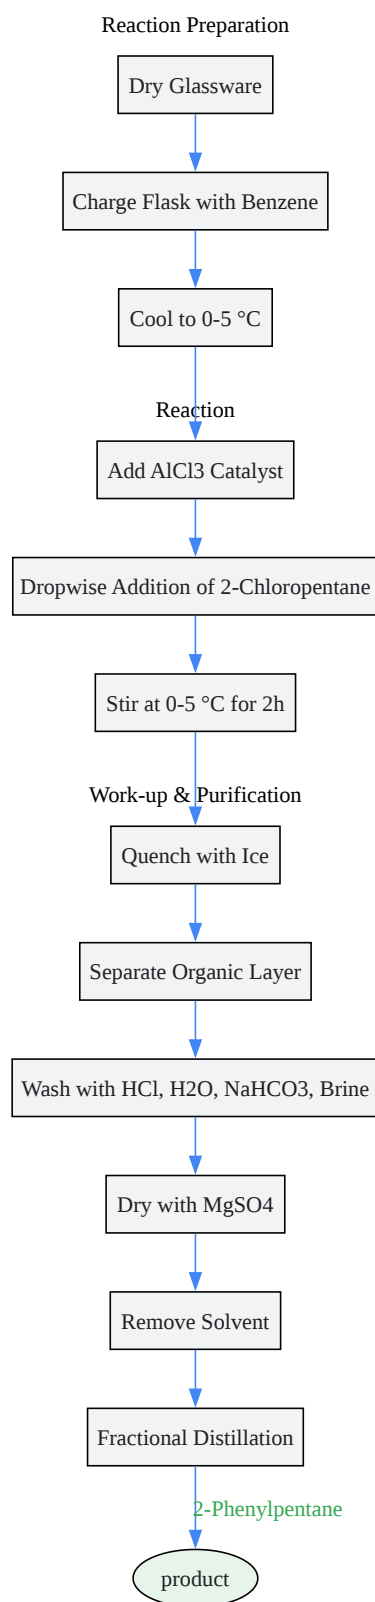 Reaction Preparation
Dry Glassware
Charge Flask with Benzene
Cool to 0-5 °C
Reaction
Add AlCl3 Catalyst
Dropwise Addition of 2-Chloropentane
Stir at 0-5 °C for 2h
Work-up & Purification
Quench with Ice
Separate Organic Layer
Wash with HCl, H2O, NaHCO3, Brine
Dry with MgSO4
Remove Solvent
Fractional Distillation
2-Phenylpentane
product